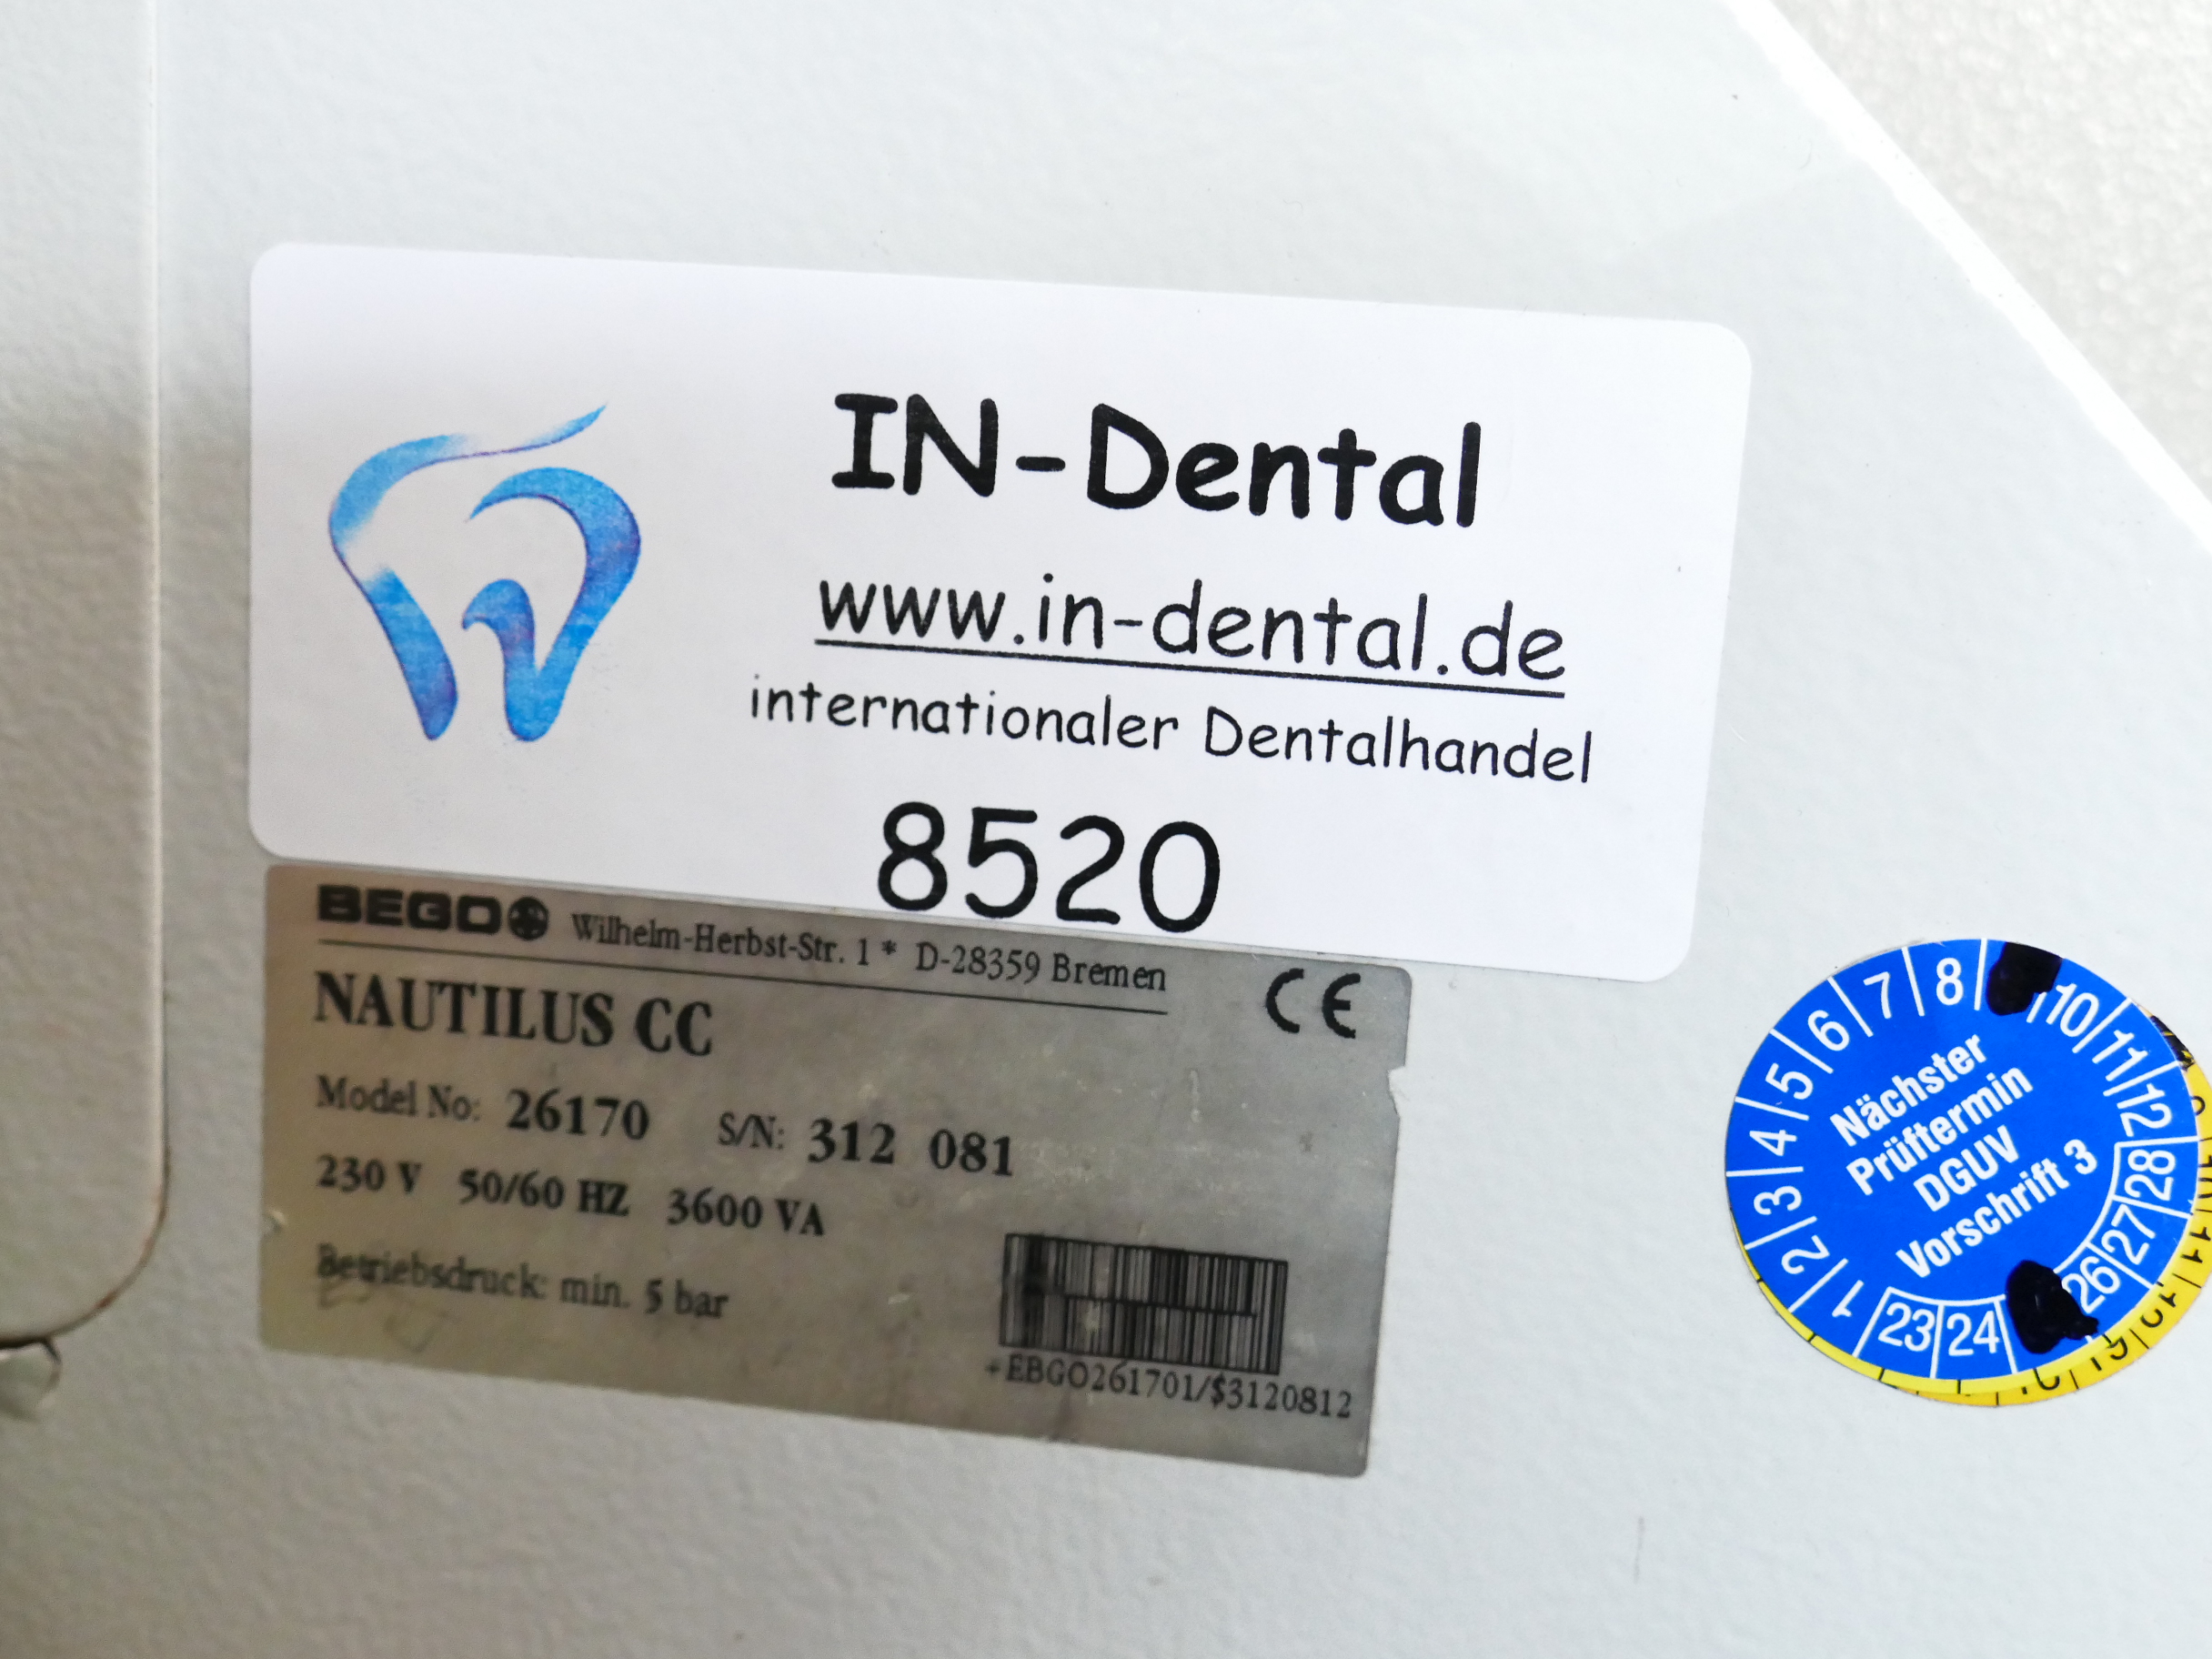 IN-Dental
www.in-dental.de
internationaler Dentalhandel
8520
BEGO Wilhelm-Herbst-Str. 1 * D-28359 Bremen
CE
NAUTILUS CC
Model No: 26170 S/N: 312 081
230 V 50/60 HZ 3600 VA
Betriebsdruck: min. 5 bar
+EBGO261701/$3120812
1 2 3 4 5 6 7 8 10 11 12
Nächster
Prüftermin
DGUV
Vorschrift 3
23 24 26 27 28